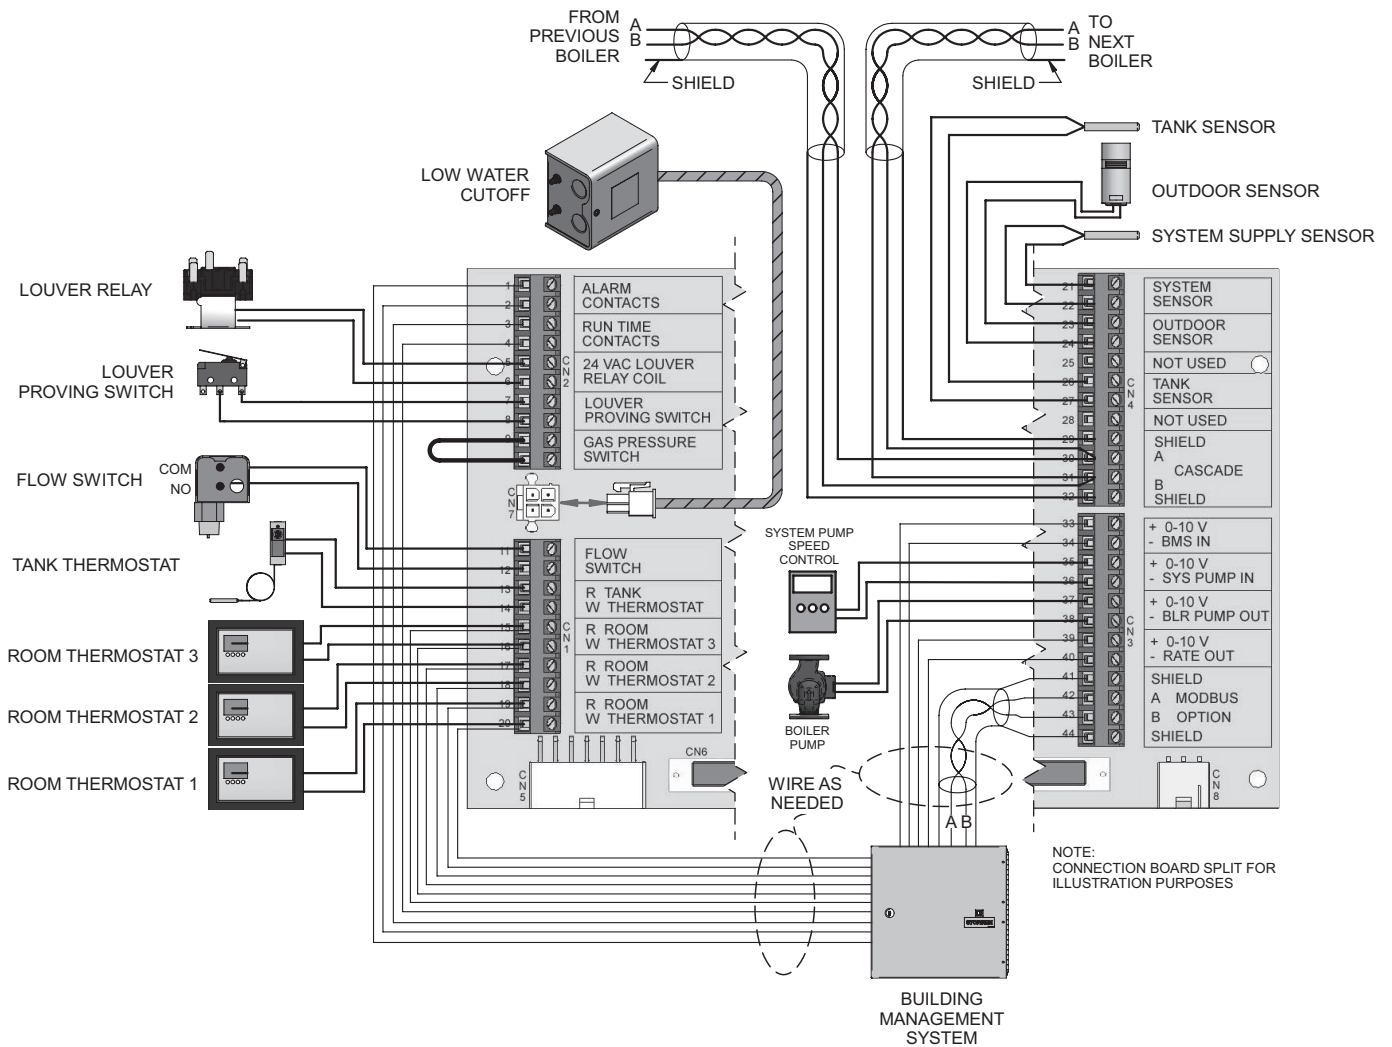 FROM
PREVIOUS
BOILER
A
B
SHIELD
A
B
TO
NEXT
BOILER
SHIELD
TANK SENSOR
OUTDOOR SENSOR
SYSTEM SUPPLY SENSOR
LOW WATER
CUTOFF
LOUVER RELAY
LOUVER
PROVING SWITCH
FLOW SWITCH
COM
NO
TANK THERMOSTAT
ROOM THERMOSTAT 3
ROOM THERMOSTAT 2
ROOM THERMOSTAT 1
1
2
3
4
5
6
7
8
9
CN2
ALARM
CONTACTS
RUN TIME
CONTACTS
24 VAC LOUVER
RELAY COIL
LOUVER
PROVING SWITCH
GAS PRESSURE
SWITCH
CN7
11
12
13
14
15
16
17
18
19
20
CN1
FLOW
SWITCH
R TANK
W THERMOSTAT
R ROOM
W THERMOSTAT 3
R ROOM
W THERMOSTAT 2
R ROOM
W THERMOSTAT 1
CN5
CN6
21
22
23
24
25
26
27
28
29
30
31
32
CN4
SYSTEM
SENSOR
OUTDOOR
SENSOR
NOT USED
TANK
SENSOR
NOT USED
SHIELD
A
CASCADE
B
SHIELD
SYSTEM PUMP
SPEED
CONTROL
BOILER
PUMP
33
34
35
36
37
38
39
40
41
42
43
44
CN3
+ 0-10 V
- BMS IN
+ 0-10 V
- SYS PUMP IN
+ 0-10 V
- BLR PUMP OUT
+ 0-10 V
- RATE OUT
SHIELD
A MODBUS
B OPTION
SHIELD
CN8
WIRE AS
NEEDED
A B
NOTE:
CONNECTION BOARD SPLIT FOR
ILLUSTRATION PURPOSES
BUILDING
MANAGEMENT
SYSTEM